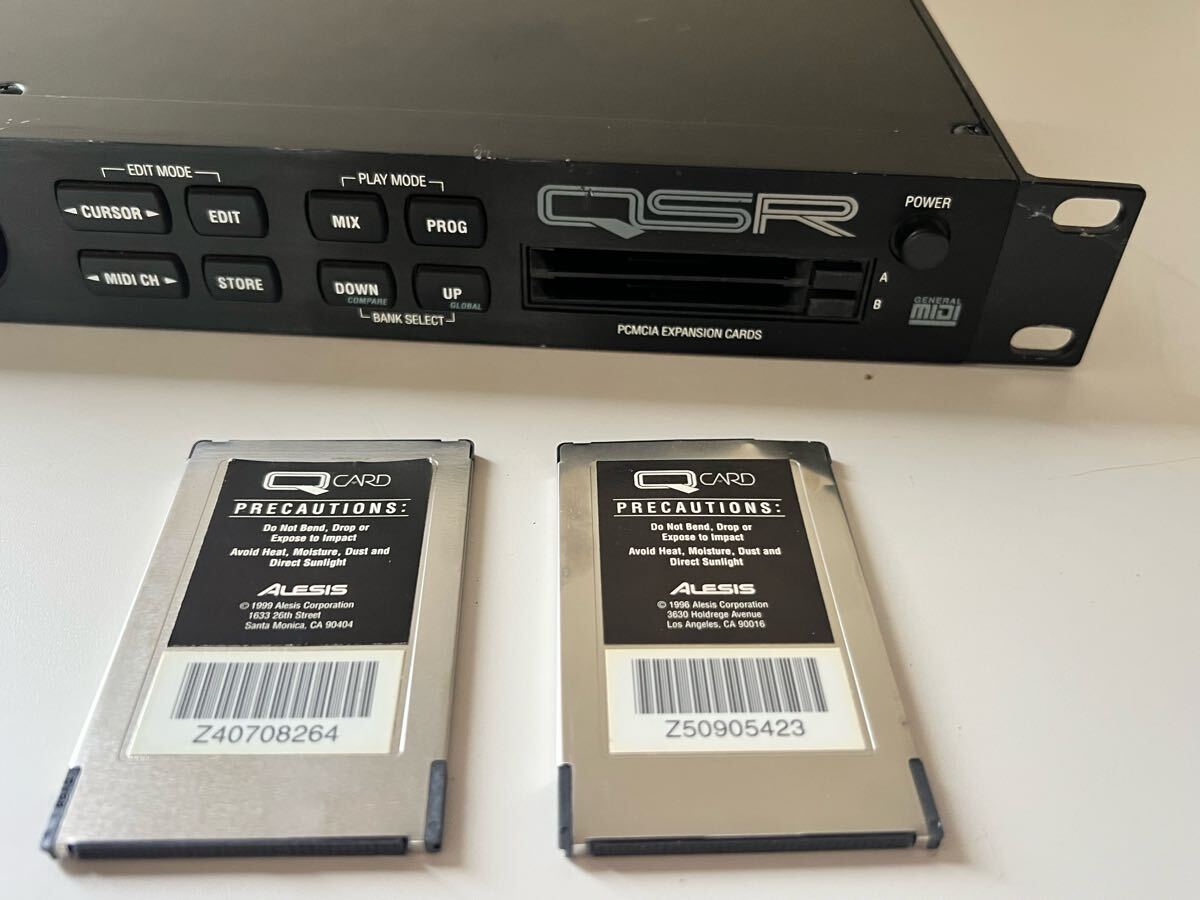 EDIT MODE
PLAY MODE
◄ CURSOR ►
EDIT
MIX
PROG
QSR
POWER
◄ MIDI CH ►
STORE
DOWN
COMPARE
UP
GLOBAL
BANK SELECT
A
B
PCMCIA EXPANSION CARDS
GENERAL
MIDI
Q CARD
PRECAUTIONS:
Do Not Bend, Drop or
Expose to Impact
Avoid Heat, Moisture, Dust and
Direct Sunlight
ALESIS
© 1999 Alesis Corporation
1633 26th Street
Santa Monica, CA 90404
Z40708264
Q CARD
PRECAUTIONS:
Do Not Bend, Drop or
Expose to Impact
Avoid Heat, Moisture, Dust and
Direct Sunlight
ALESIS
© 1996 Alesis Corporation
3630 Holdrege Avenue
Los Angeles, CA 90016
Z50905423